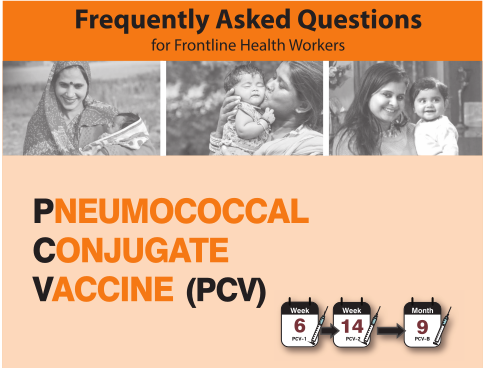 Frequently Asked Questions
for Frontline Health Workers
PNEUMOCOCCAL
CONJUGATE
VACCINE (PCV)
Week
6
PCV-1
Week
14
PCV-2
Month
9
PCV-B